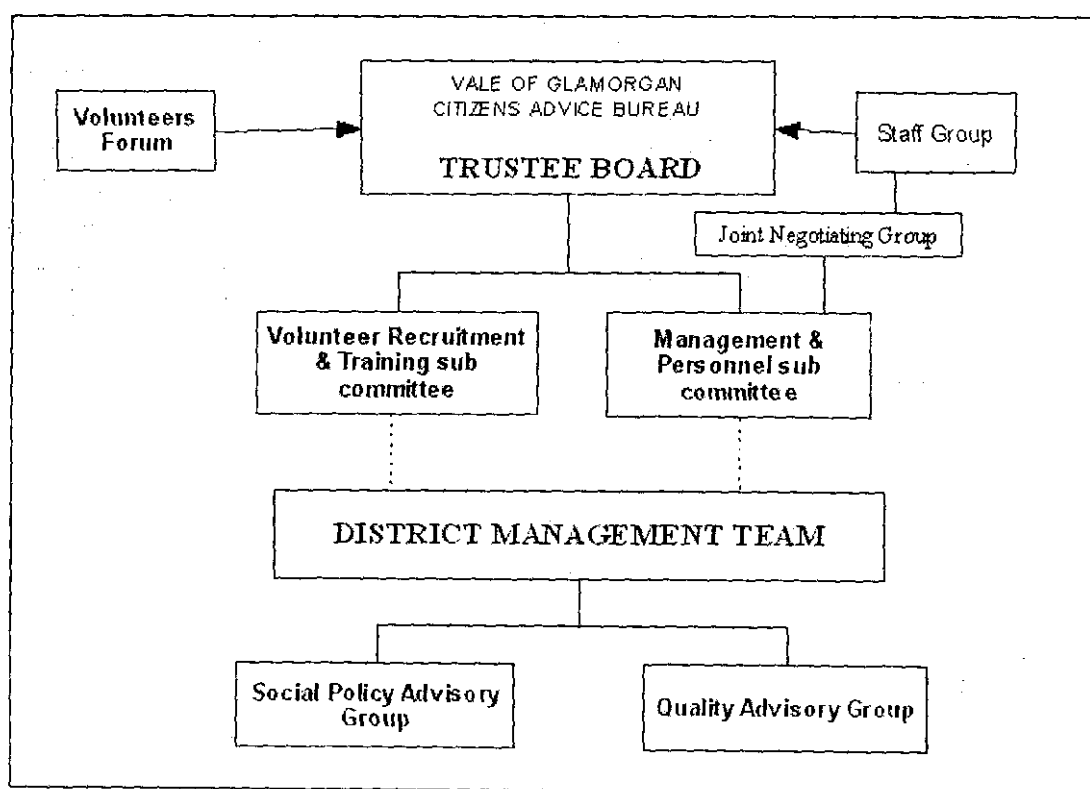 VALE OF GLAMORGAN
CITIZENS ADVICE BUREAU
TRUSTEE BOARD
Volunteers
Forum
Staff Group
Joint Negotiating Group
Volunteer Recruitment
& Training sub
committee
Management &
Personnel sub
committee
DISTRICT MANAGEMENT TEAM
Social Policy Advisory
Group
Quality Advisory Group